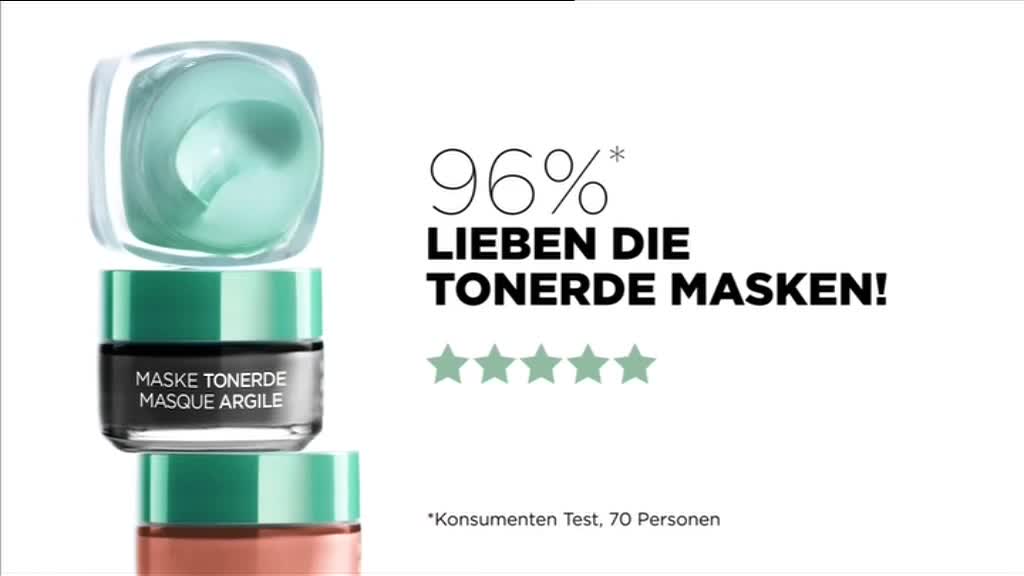 96%*
LIEBEN DIE
TONERDE MASKEN!
MASKE TONERDE
MASQUE ARGILE
*Konsumenten Test, 70 Personen